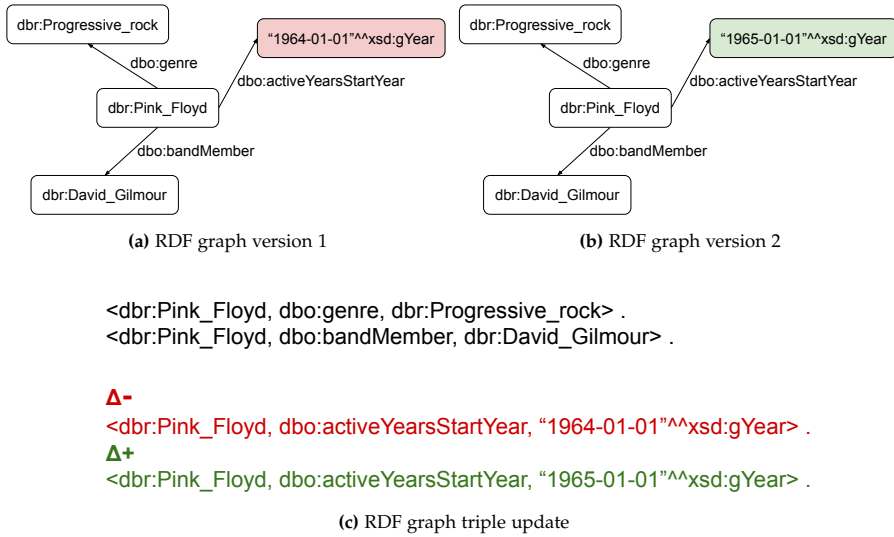 dbr:Progressive_rock
“1964-01-01”^^xsd:gYear
dbo:genre
dbo:activeYearsStartYear
dbr:Pink_Floyd
dbo:bandMember
dbr:David_Gilmour
(a) RDF graph version 1
dbr:Progressive_rock
“1965-01-01”^^xsd:gYear
dbo:genre
dbo:activeYearsStartYear
dbr:Pink_Floyd
dbo:bandMember
dbr:David_Gilmour
(b) RDF graph version 2
<dbr:Pink_Floyd, dbo:genre, dbr:Progressive_rock> .
<dbr:Pink_Floyd, dbo:bandMember, dbr:David_Gilmour> .
Δ-
<dbr:Pink_Floyd, dbo:activeYearsStartYear, “1964-01-01”^^xsd:gYear> .
Δ+
<dbr:Pink_Floyd, dbo:activeYearsStartYear, “1965-01-01”^^xsd:gYear> .
(c) RDF graph triple update